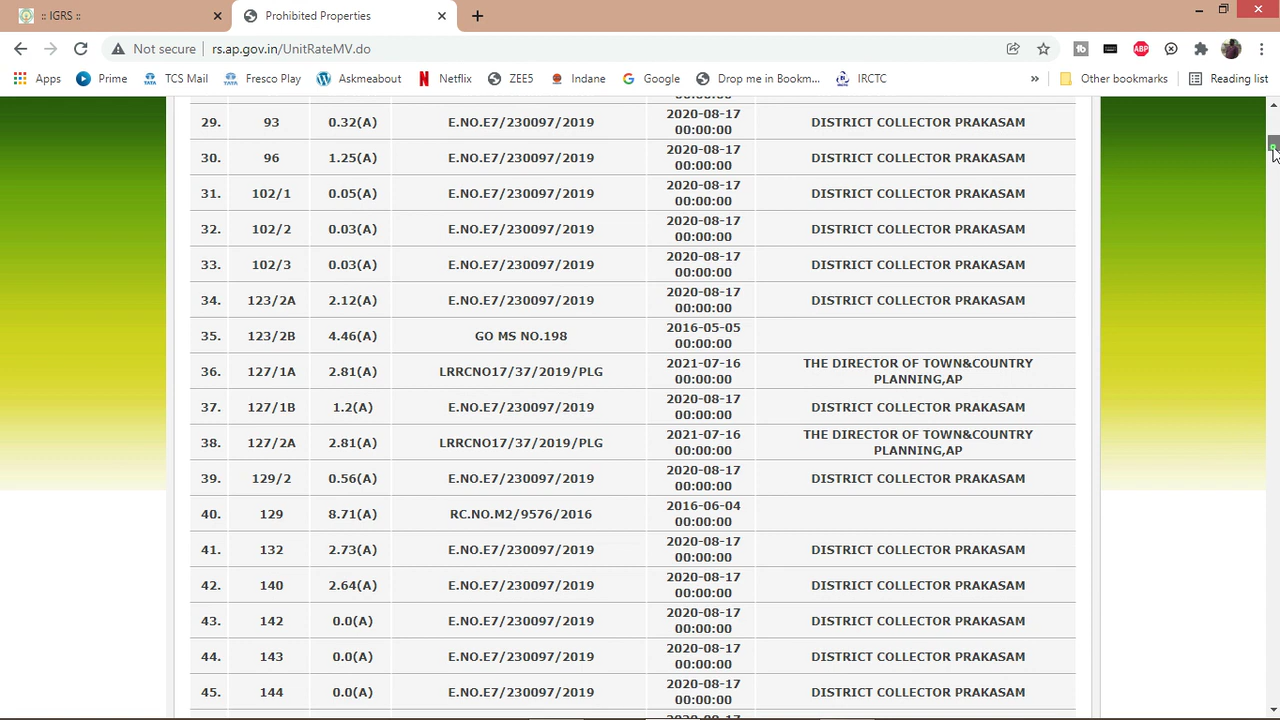 :: IGRS ::
Prohibited Properties
Not secure
rs.ap.gov.in/UnitRateMV.do
ABP
Apps
Prime
TATA
TCS Mail
TATA
Fresco Play
Askmeabout
Netflix
ZEE5
Indane
Google
Drop me in Bookm...
IRCTC
»
Other bookmarks
Reading list
00:00:00
29. 93 0.32(A) E.NO.E7/230097/2019 2020-08-17 00:00:00 DISTRICT COLLECTOR PRAKASAM
30. 96 1.25(A) E.NO.E7/230097/2019 2020-08-17 00:00:00 DISTRICT COLLECTOR PRAKASAM
31. 102/1 0.05(A) E.NO.E7/230097/2019 2020-08-17 00:00:00 DISTRICT COLLECTOR PRAKASAM
32. 102/2 0.03(A) E.NO.E7/230097/2019 2020-08-17 00:00:00 DISTRICT COLLECTOR PRAKASAM
33. 102/3 0.03(A) E.NO.E7/230097/2019 2020-08-17 00:00:00 DISTRICT COLLECTOR PRAKASAM
34. 123/2A 2.12(A) E.NO.E7/230097/2019 2020-08-17 00:00:00 DISTRICT COLLECTOR PRAKASAM
35. 123/2B 4.46(A) GO MS NO.198 2016-05-05 00:00:00
36. 127/1A 2.81(A) LRRCNO17/37/2019/PLG 2021-07-16 00:00:00 THE DIRECTOR OF TOWN&COUNTRY PLANNING,AP
37. 127/1B 1.2(A) E.NO.E7/230097/2019 2020-08-17 00:00:00 DISTRICT COLLECTOR PRAKASAM
38. 127/2A 2.81(A) LRRCNO17/37/2019/PLG 2021-07-16 00:00:00 THE DIRECTOR OF TOWN&COUNTRY PLANNING,AP
39. 129/2 0.56(A) E.NO.E7/230097/2019 2020-08-17 00:00:00 DISTRICT COLLECTOR PRAKASAM
40. 129 8.71(A) RC.NO.M2/9576/2016 2016-06-04 00:00:00
41. 132 2.73(A) E.NO.E7/230097/2019 2020-08-17 00:00:00 DISTRICT COLLECTOR PRAKASAM
42. 140 2.64(A) E.NO.E7/230097/2019 2020-08-17 00:00:00 DISTRICT COLLECTOR PRAKASAM
43. 142 0.0(A) E.NO.E7/230097/2019 2020-08-17 00:00:00 DISTRICT COLLECTOR PRAKASAM
44. 143 0.0(A) E.NO.E7/230097/2019 2020-08-17 00:00:00 DISTRICT COLLECTOR PRAKASAM
45. 144 0.0(A) E.NO.E7/230097/2019 2020-08-17 00:00:00 DISTRICT COLLECTOR PRAKASAM